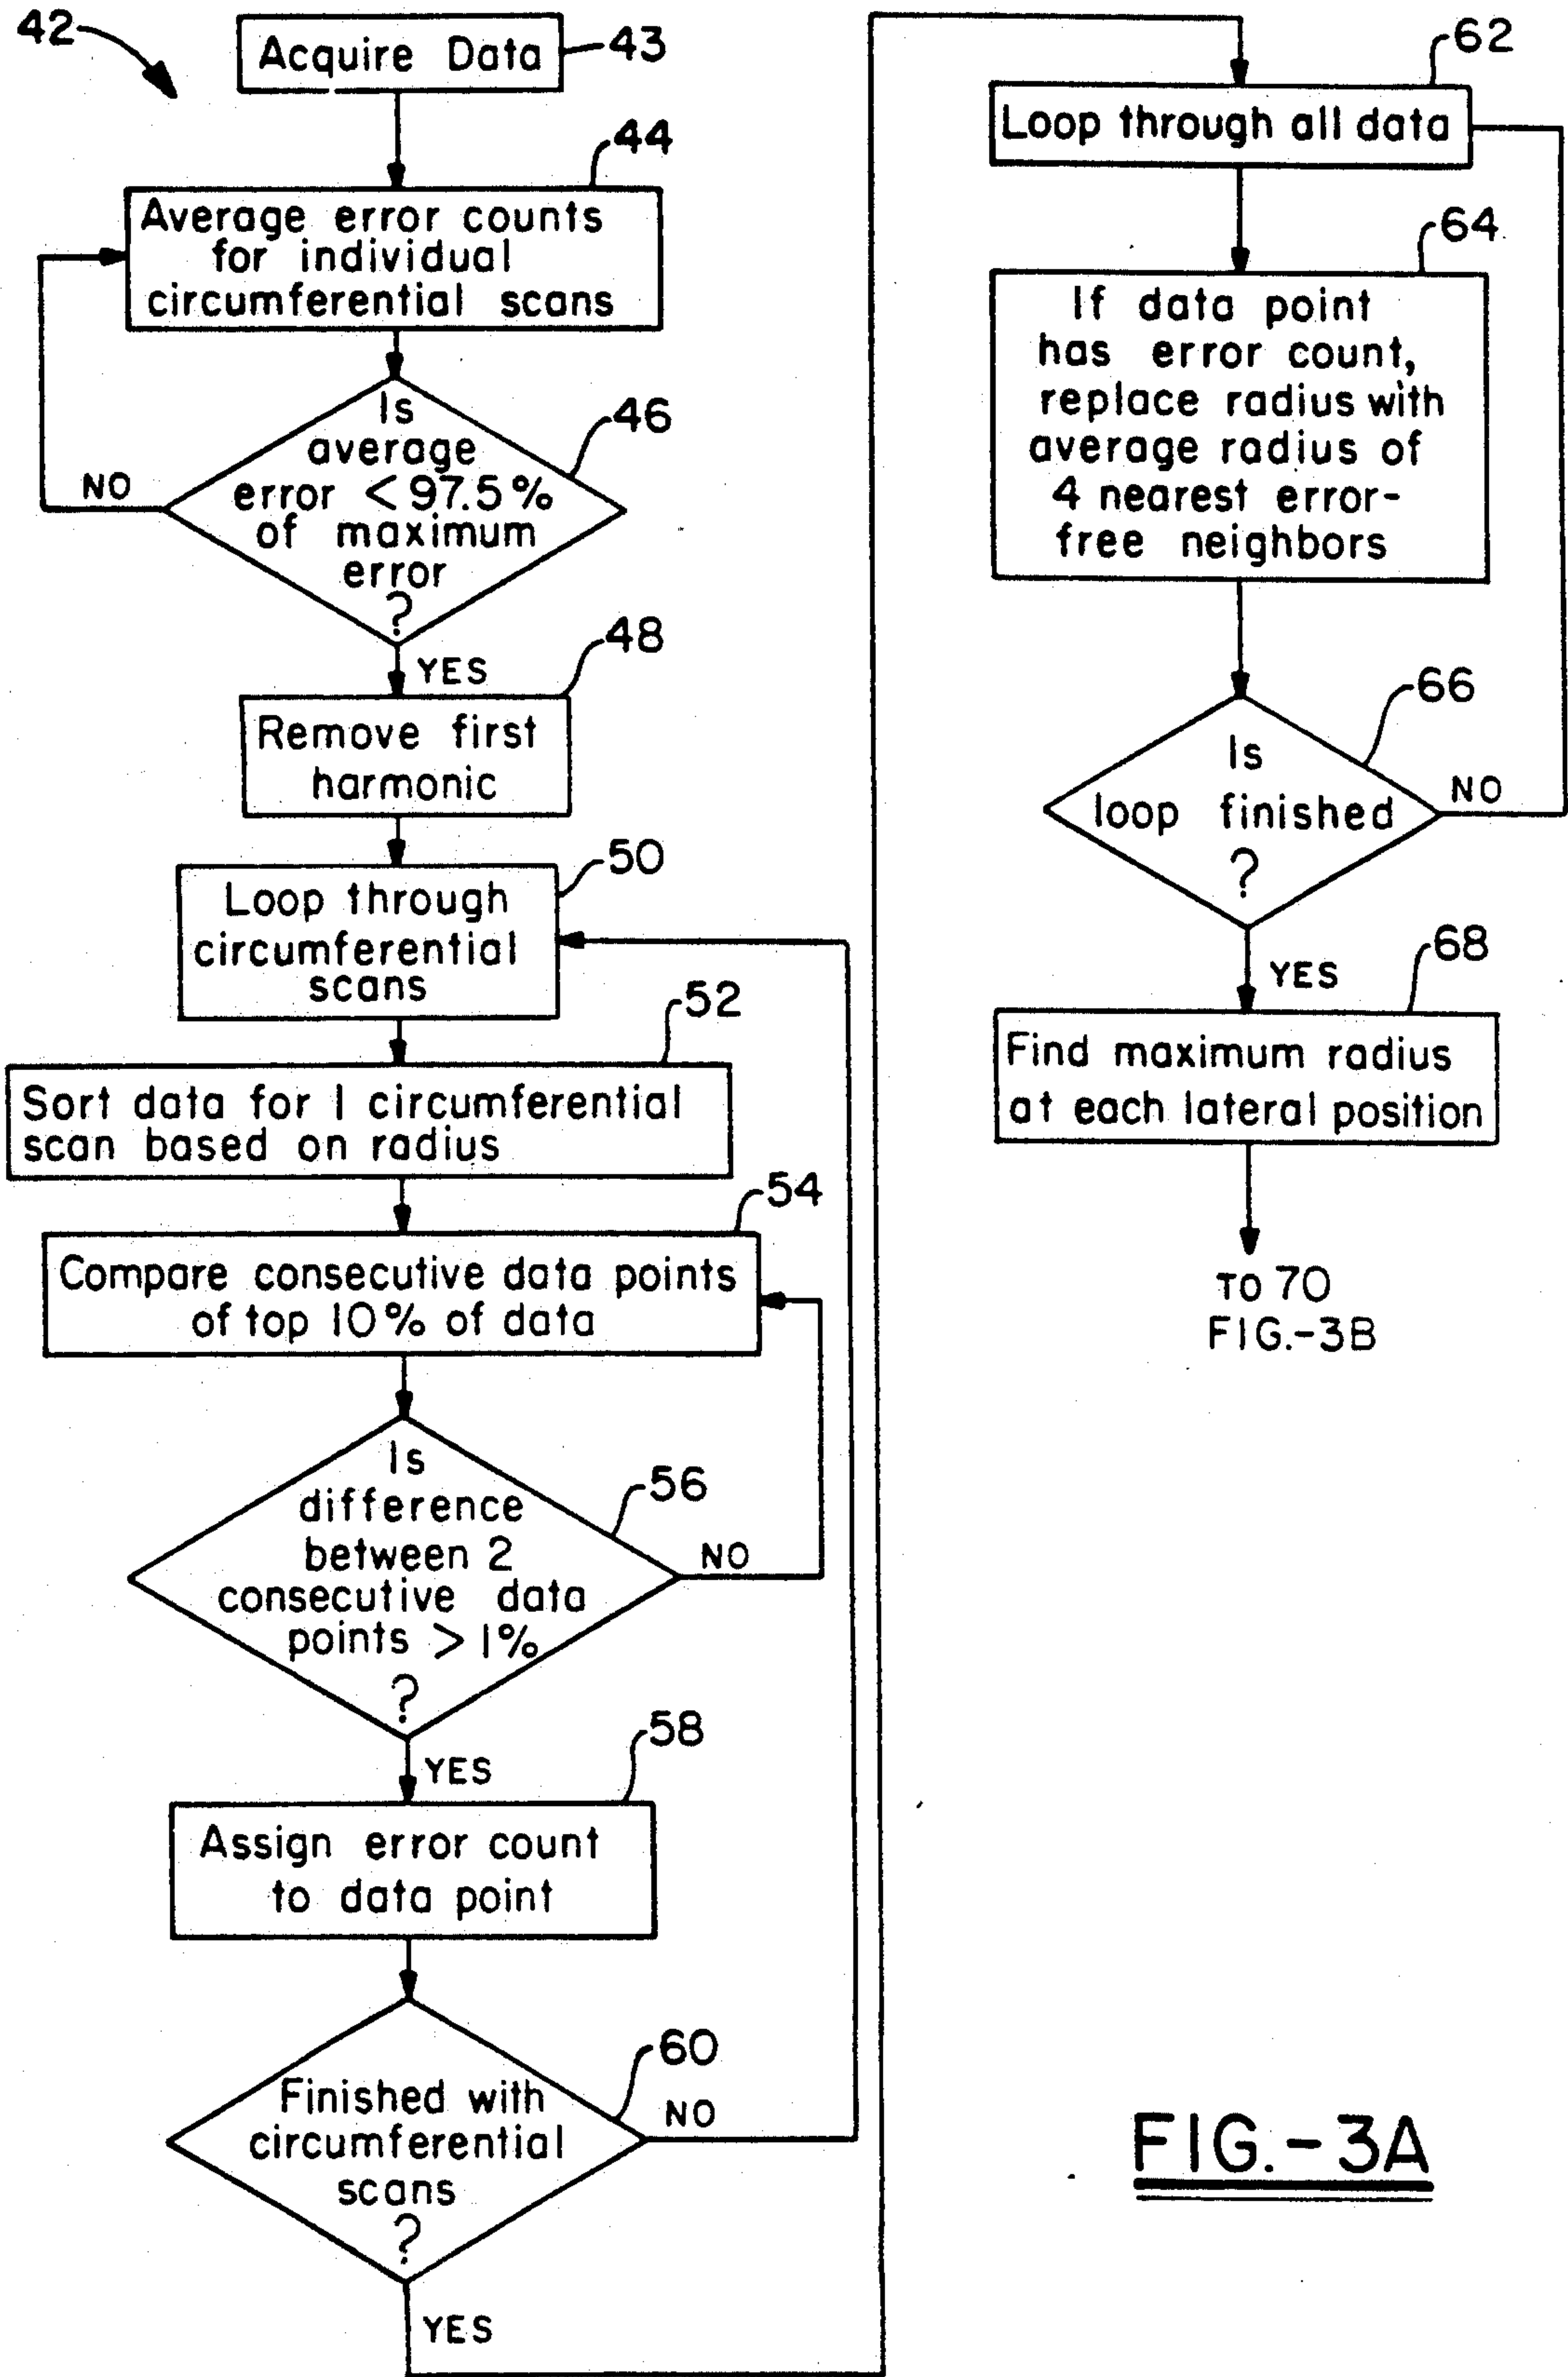 42
Acquire Data
43
44
Average error counts
for individual
circumferential scans
Is
average
error < 97.5%
of maximum
error
?
46
NO
YES
48
Remove first
harmonic
50
Loop through
circumferential
scans
52
Sort data for 1 circumferential
scan based on radius
54
Compare consecutive data points
of top 10% of data
Is
difference
between 2
consecutive data
points > 1%
?
56
NO
YES
58
Assign error count
to data point
60
Finished with
circumferential
scans
?
NO
YES
62
Loop through all data
64
If data point
has error count,
replace radius with
average radius of
4 nearest error-
free neighbors
66
Is
loop finished
?
NO
YES
68
Find maximum radius
at each lateral position
TO 70
FIG.-3B
FIG.-3A